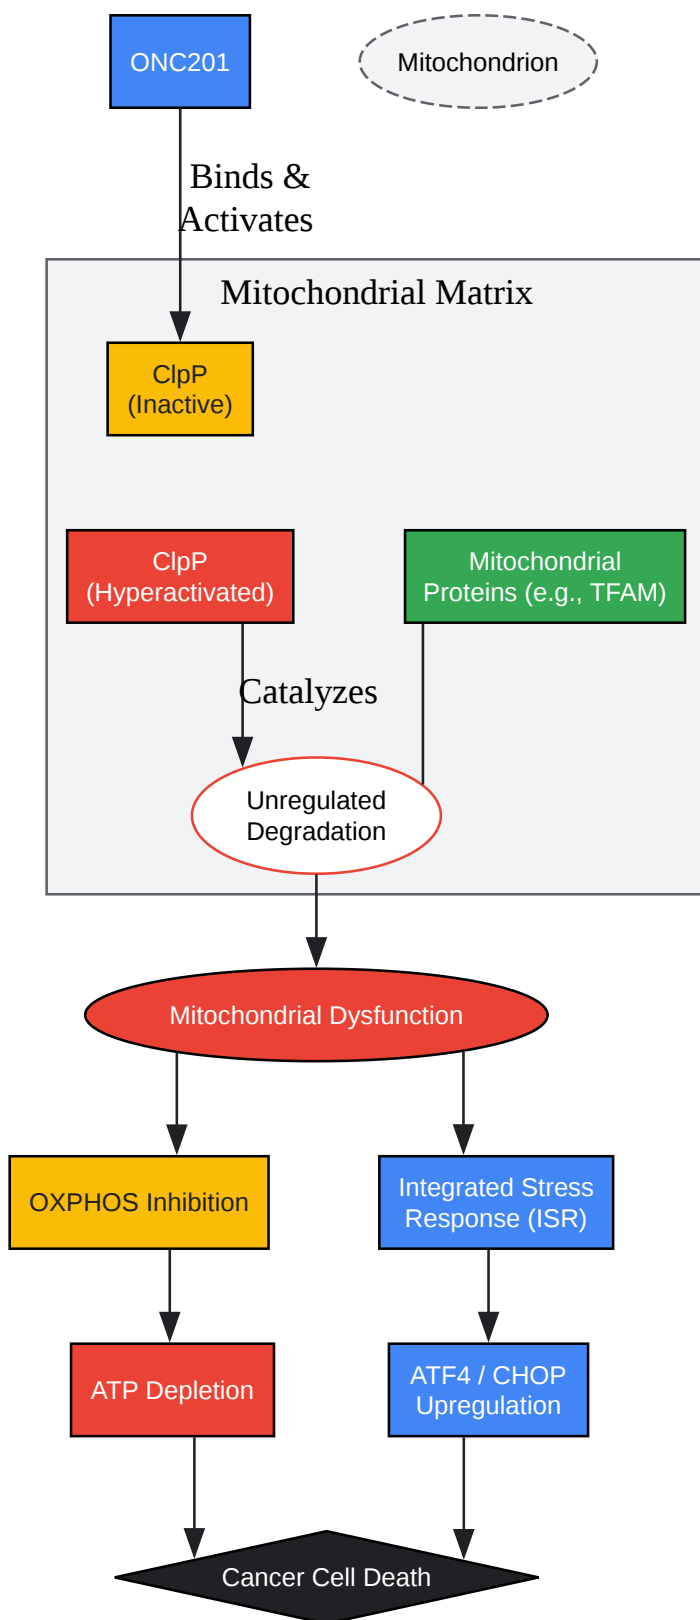 ONC201
Mitochondrion
Binds &
Activates
Mitochondrial Matrix
ClpP
(Inactive)
ClpP
(Hyperactivated)
Mitochondrial
Proteins (e.g., TFAM)
Catalyzes
Unregulated
Degradation
Mitochondrial Dysfunction
OXPHOS Inhibition
Integrated Stress
Response (ISR)
ATP Depletion
ATF4 / CHOP
Upregulation
Cancer Cell Death